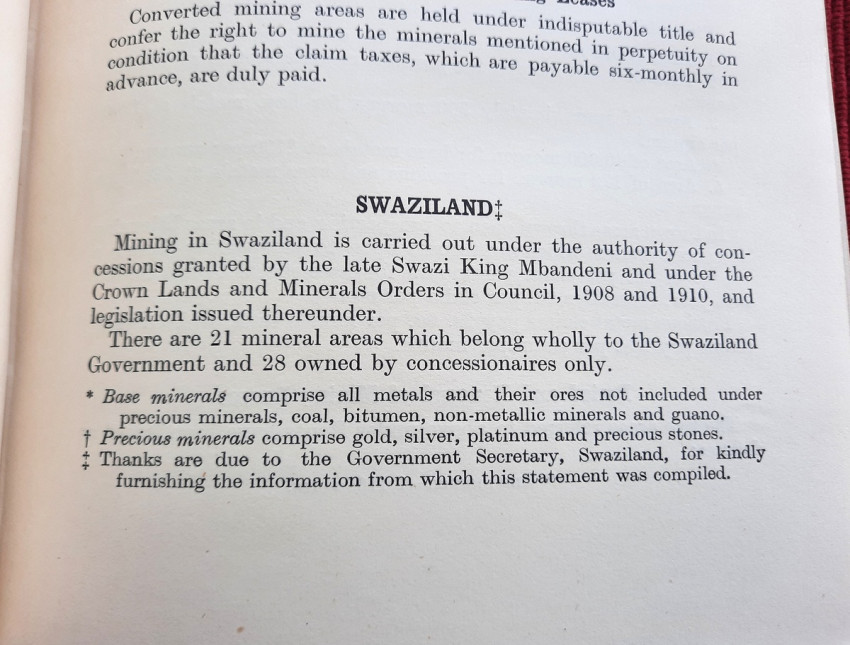 Leases
Converted mining areas are held under indisputable title and
confer the right to mine the minerals mentioned in perpetuity on
condition that the claim taxes, which are payable six-monthly in
advance, are duly paid.
SWAZILAND‡
Mining in Swaziland is carried out under the authority of con-
cessions granted by the late Swazi King Mbandeni and under the
Crown Lands and Minerals Orders in Council, 1908 and 1910, and
legislation issued thereunder.
There are 21 mineral areas which belong wholly to the Swaziland
Government and 28 owned by concessionaires only.
* Base minerals comprise all metals and their ores not included under
precious minerals, coal, bitumen, non-metallic minerals and guano.
† Precious minerals comprise gold, silver, platinum and precious stones.
‡ Thanks are due to the Government Secretary, Swaziland, for kindly
furnishing the information from which this statement was compiled.